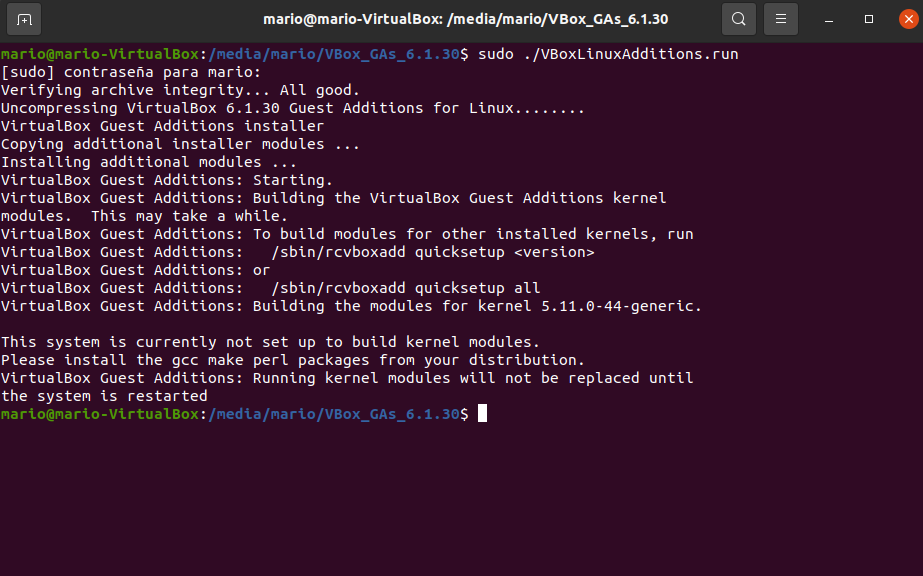 mario@mario-VirtualBox: /media/mario/VBox_GAs_6.1.30
mario@mario-VirtualBox:/media/mario/VBox_GAs_6.1.30$ sudo ./VBoxLinuxAdditions.run
[sudo] contraseña para mario:
Verifying archive integrity... All good.
Uncompressing VirtualBox 6.1.30 Guest Additions for Linux........
VirtualBox Guest Additions installer
Copying additional installer modules ...
Installing additional modules ...
VirtualBox Guest Additions: Starting.
VirtualBox Guest Additions: Building the VirtualBox Guest Additions kernel
modules.  This may take a while.
VirtualBox Guest Additions: To build modules for other installed kernels, run
VirtualBox Guest Additions:   /sbin/rcvboxadd quicksetup <version>
VirtualBox Guest Additions: or
VirtualBox Guest Additions:   /sbin/rcvboxadd quicksetup all
VirtualBox Guest Additions: Building the modules for kernel 5.11.0-44-generic.
This system is currently not set up to build kernel modules.
Please install the gcc make perl packages from your distribution.
VirtualBox Guest Additions: Running kernel modules will not be replaced until
the system is restarted
mario@mario-VirtualBox:/media/mario/VBox_GAs_6.1.30$